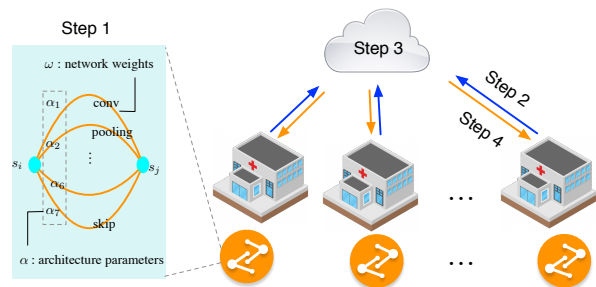 Step 1
ω : network weights
α1
conv
pooling
α2
⋮
si
sj
α6
α7
skip
α : architecture parameters
Step 3
Step 2
Step 4
...
...